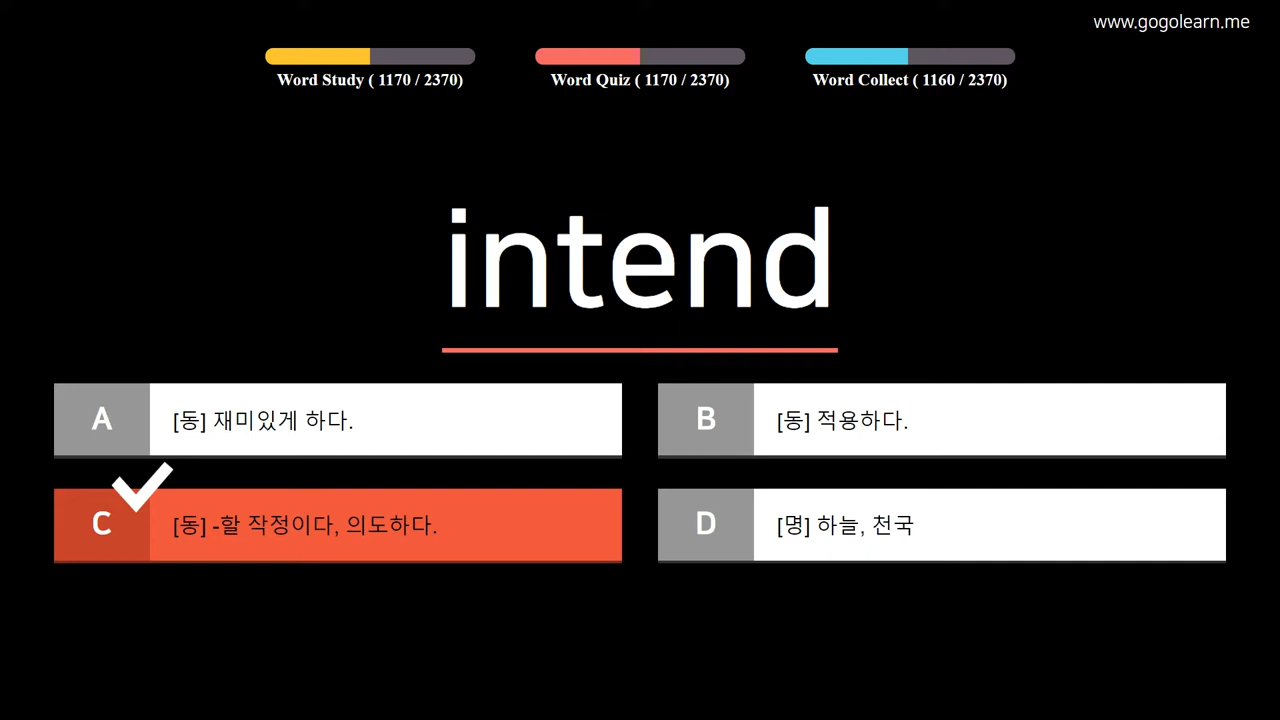 www.gogolearn.me
Word Study ( 1170 / 2370)
Word Quiz ( 1170 / 2370)
Word Collect ( 1160 / 2370)
intend
A [동] 재미있게 하다.
B [동] 적용하다.
C [동] -할 작정이다, 의도하다.
D [명] 하늘, 천국